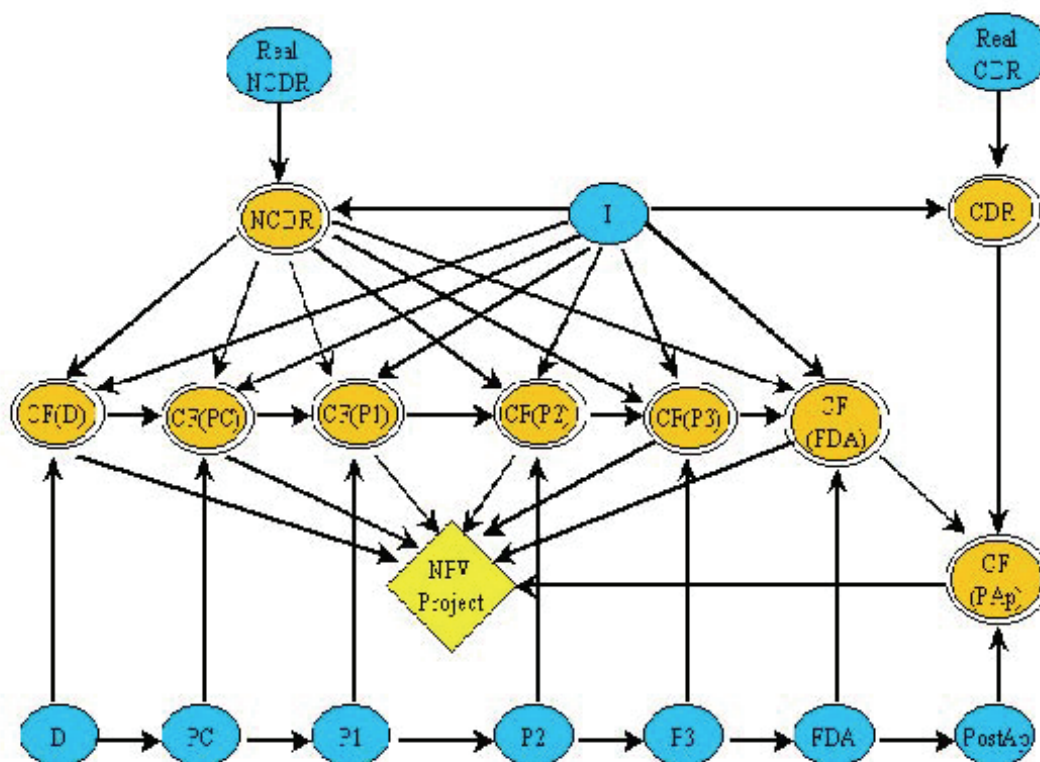 Real
NCDR
Real
CDR
NCDR
I
CDR
CF(D)
CF(PC)
CF(P1)
CF(P2)
CF(P3)
CF
(FDA)
NPV
Project
CF
(PAp)
D
PC
P1
P2
P3
FDA
PostAp